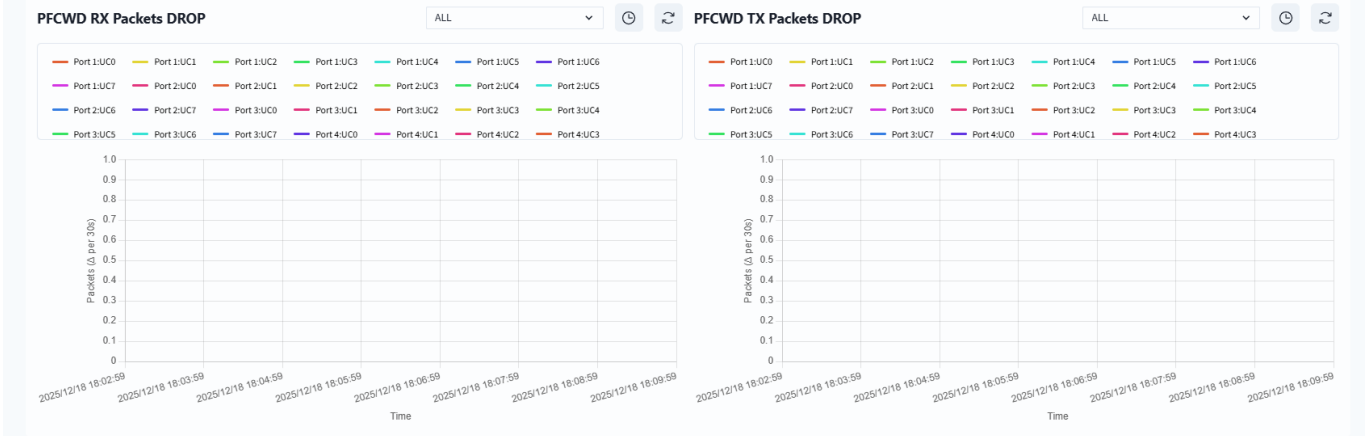 PFCWD RX Packets DROP
ALL
Port 1:UC0 Port 1:UC1 Port 1:UC2 Port 1:UC3 Port 1:UC4 Port 1:UC5 Port 1:UC6
Port 1:UC7 Port 2:UC0 Port 2:UC1 Port 2:UC2 Port 2:UC3 Port 2:UC4 Port 2:UC5
Port 2:UC6 Port 2:UC7 Port 3:UC0 Port 3:UC1 Port 3:UC2 Port 3:UC3 Port 3:UC4
Port 3:UC5 Port 3:UC6 Port 3:UC7 Port 4:UC0 Port 4:UC1 Port 4:UC2 Port 4:UC3
Packets (Δ per 30s)
1.0
0.9
0.8
0.7
0.6
0.5
0.4
0.3
0.2
0.1
0
2025/12/18 18:02:59 2025/12/18 18:03:59 2025/12/18 18:04:59 2025/12/18 18:05:59 2025/12/18 18:06:59 2025/12/18 18:07:59 2025/12/18 18:08:59 2025/12/18 18:09:59
Time
PFCWD TX Packets DROP
ALL
Port 1:UC0 Port 1:UC1 Port 1:UC2 Port 1:UC3 Port 1:UC4 Port 1:UC5 Port 1:UC6
Port 1:UC7 Port 2:UC0 Port 2:UC1 Port 2:UC2 Port 2:UC3 Port 2:UC4 Port 2:UC5
Port 2:UC6 Port 2:UC7 Port 3:UC0 Port 3:UC1 Port 3:UC2 Port 3:UC3 Port 3:UC4
Port 3:UC5 Port 3:UC6 Port 3:UC7 Port 4:UC0 Port 4:UC1 Port 4:UC2 Port 4:UC3
Packets (Δ per 30s)
1.0
0.9
0.8
0.7
0.6
0.5
0.4
0.3
0.2
0.1
0
2025/12/18 18:02:59 2025/12/18 18:03:59 2025/12/18 18:04:59 2025/12/18 18:05:59 2025/12/18 18:06:59 2025/12/18 18:07:59 2025/12/18 18:08:59 2025/12/18 18:09:59
Time